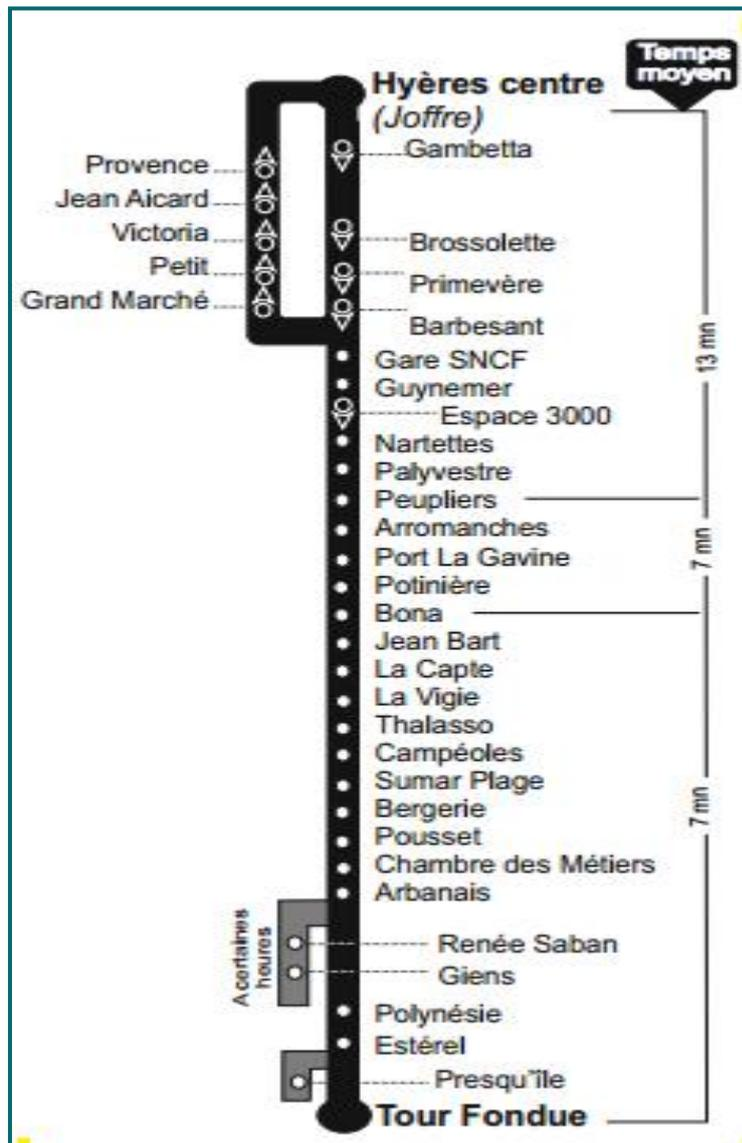 Temps
moyen
Hyères centre
(Joffre)
Gambetta
Provence
Jean Aicard
Victoria
Brossolette
Petit
Primevère
Grand Marché
Barbesant
Gare SNCF
13 mn
Guynemer
Espace 3000
Nartettes
Palyvestre
Peupliers
Arromanches
Port La Gavine
7 mn
Potinière
Bona
Jean Bart
La Capte
La Vigie
Thalasso
Campéoles
Sumar Plage
7 mn
Bergerie
Pousset
Chambre des Métiers
Arbanais
Acertaines
heures
Renée Saban
Giens
Polynésie
Estérel
Presqu'île
Tour Fondue